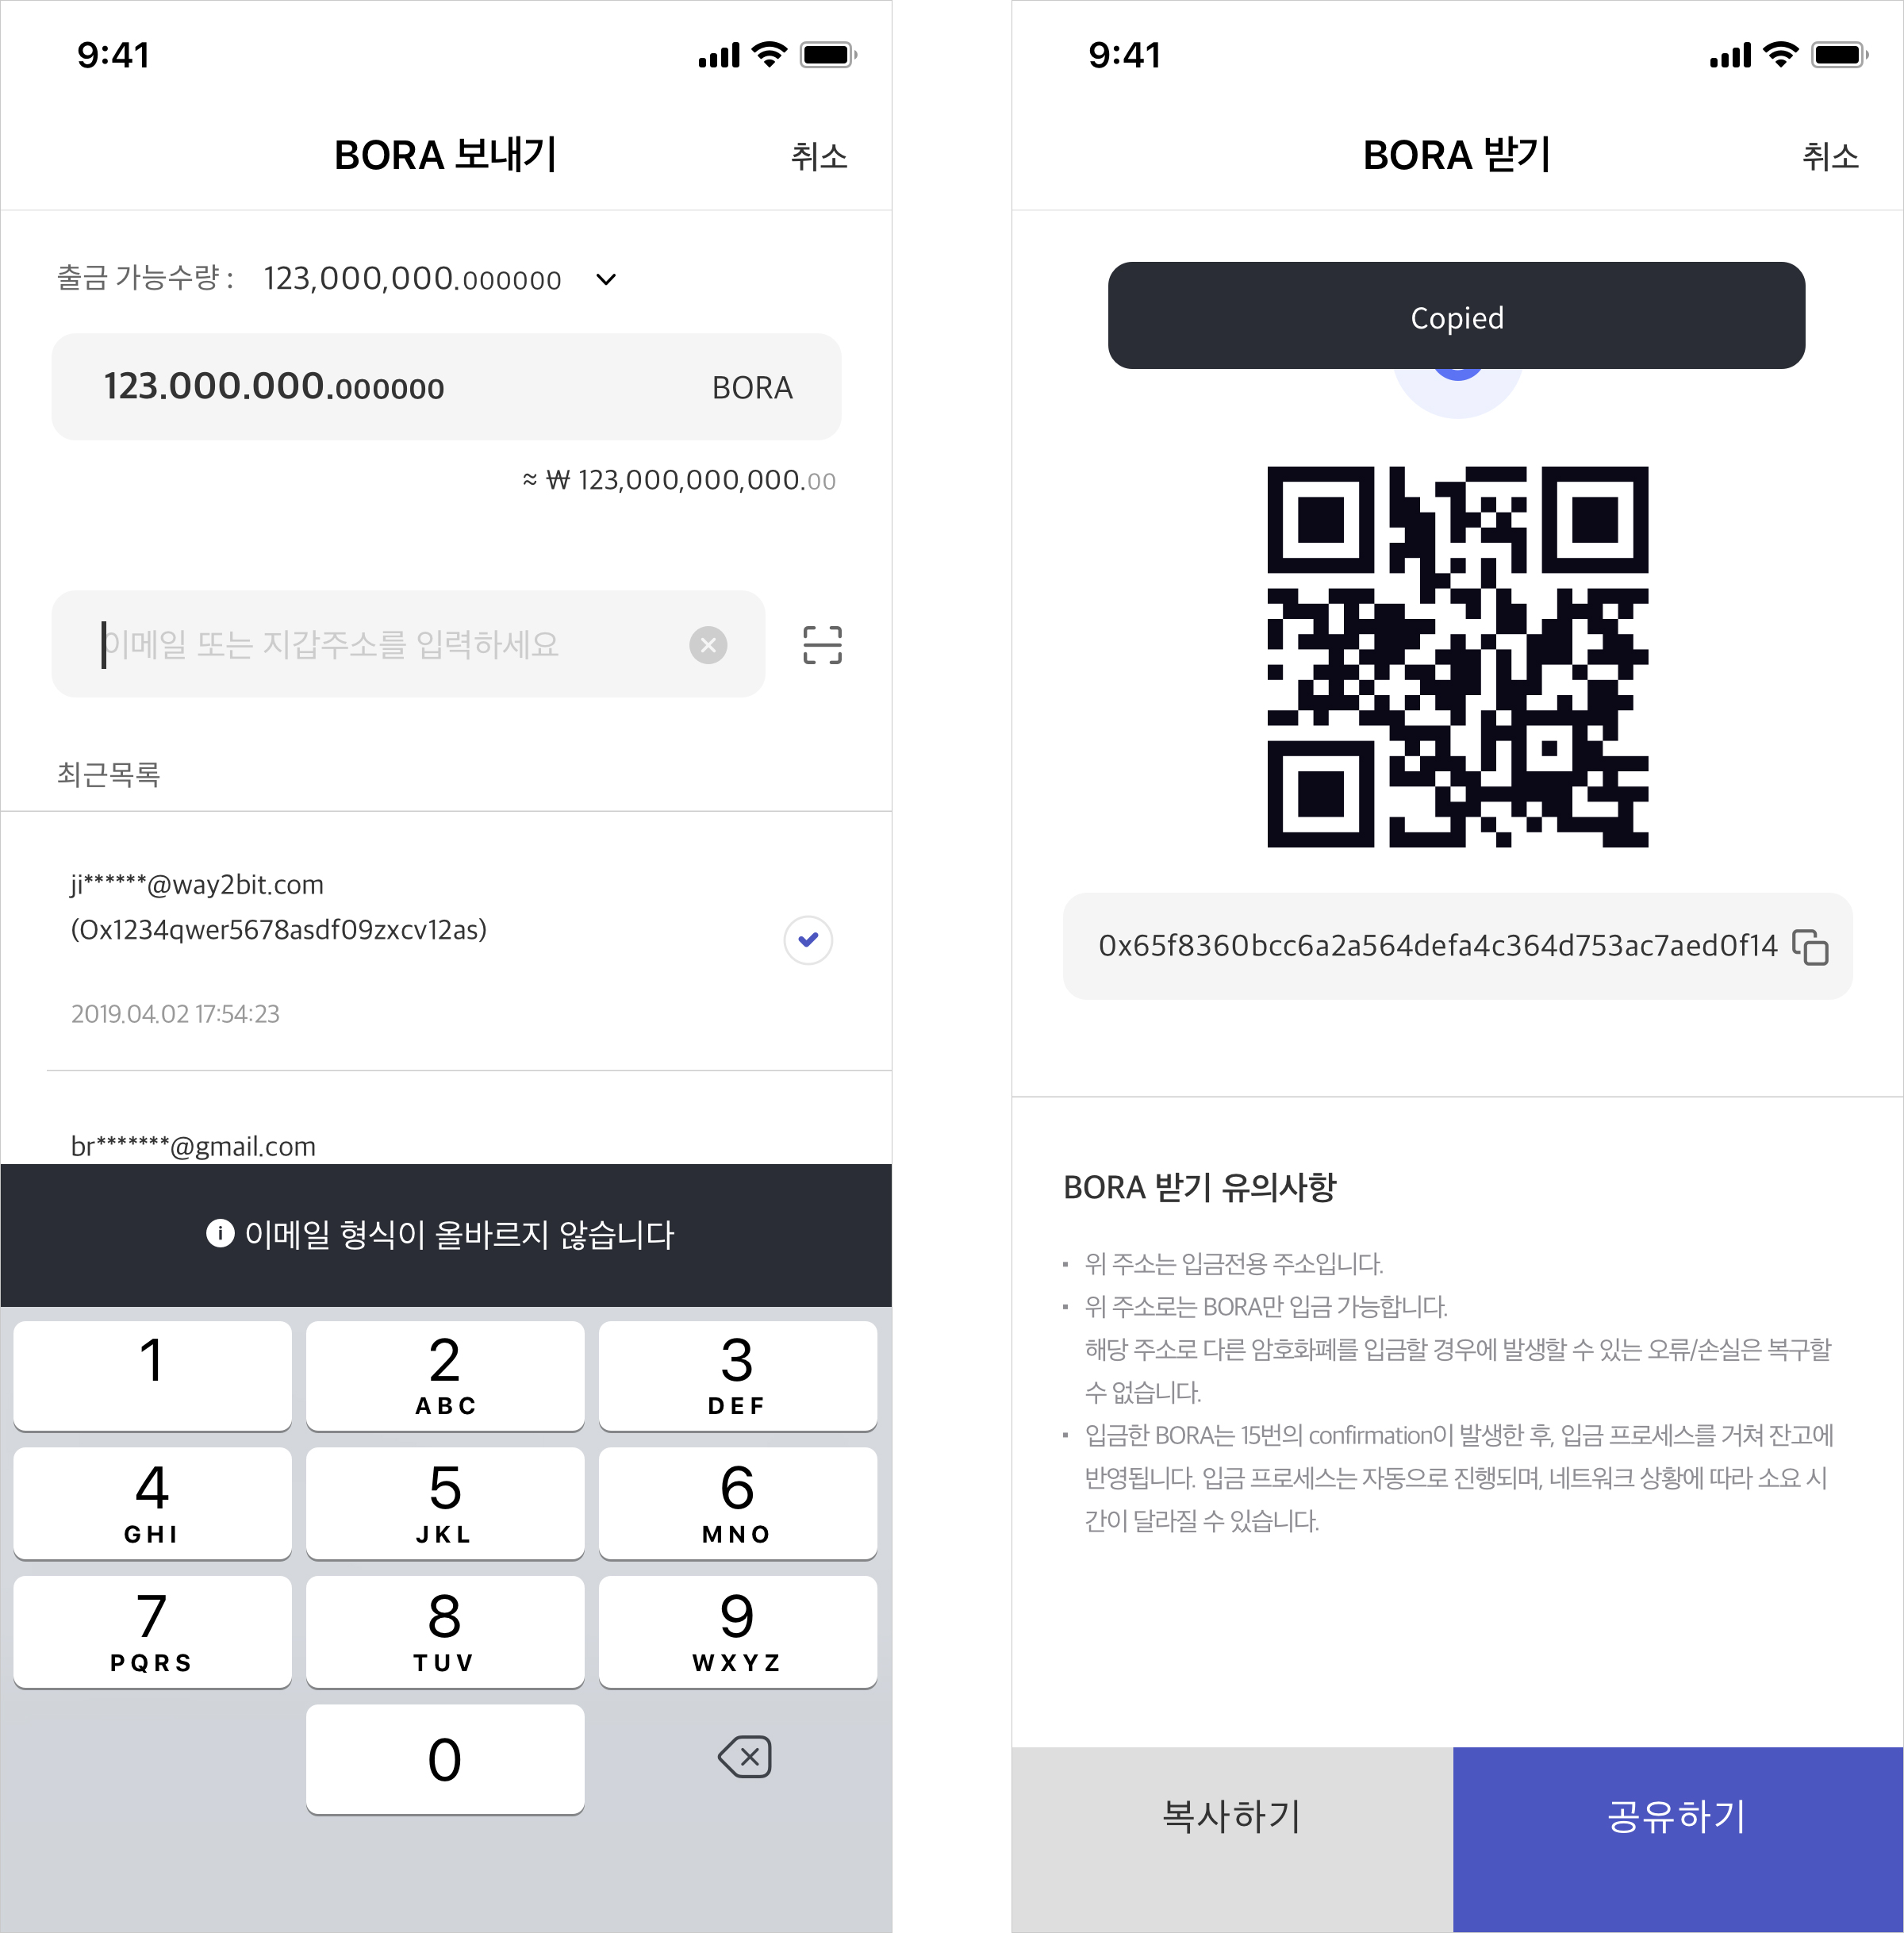 9:41
BORA 보내기
취소
출금 가능수량 : 123,000,000.000000
123.000.000.000000 BORA
≈ ₩ 123,000,000,000.00
이메일 또는 지갑주소를 입력하세요
최근목록
ji******@way2bit.com
(0x1234qwer5678asdf09zxcv12as)
2019.04.02 17:54:23
br*******@gmail.com
이메일 형식이 올바르지 않습니다
1
2
ABC
3
DEF
4
GHI
5
JKL
6
MNO
7
PQRS
8
TUV
9
WXYZ
0
9:41
BORA 받기
취소
Copied
0x65f8360bcc6a2a564defa4c364d753ac7aed0f14
BORA 받기 유의사항
위 주소는 입금전용 주소입니다.
위 주소로는 BORA만 입금 가능합니다.
해당 주소로 다른 암호화폐를 입금할 경우에 발생할 수 있는 오류/손실은 복구할
수 없습니다.
입금한 BORA는 15번의 confirmation이 발생한 후, 입금 프로세스를 거쳐 잔고에
반영됩니다. 입금 프로세스는 자동으로 진행되며, 네트워크 상황에 따라 소요 시
간이 달라질 수 있습니다.
복사하기
공유하기